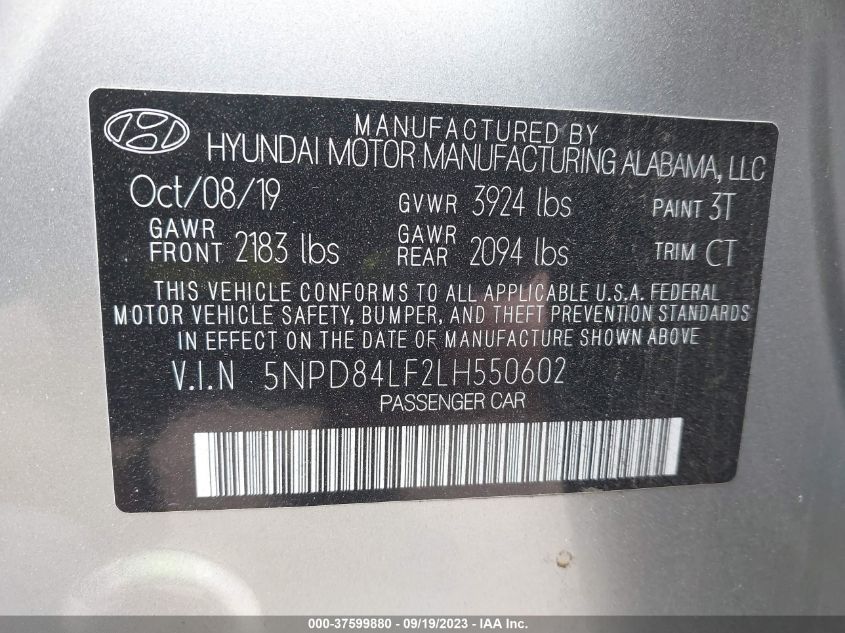 MANUFACTURED BY
HYUNDAI MOTOR MANUFACTURING ALABAMA, LLC
Oct/08/19 GVWR 3924 lbs PAINT 3T
GAWR FRONT 2183 lbs GAWR REAR 2094 lbs TRIM CT
THIS VEHICLE CONFORMS TO ALL APPLICABLE U.S.A. FEDERAL
MOTOR VEHICLE SAFETY, BUMPER, AND THEFT PREVENTION STANDARDS
IN EFFECT ON THE DATE OF MANUFACTURE SHOWN ABOVE
V.I.N 5NPD84LF2LH550602
PASSENGER CAR
000-37599880 - 09/19/2023 - IAA Inc.